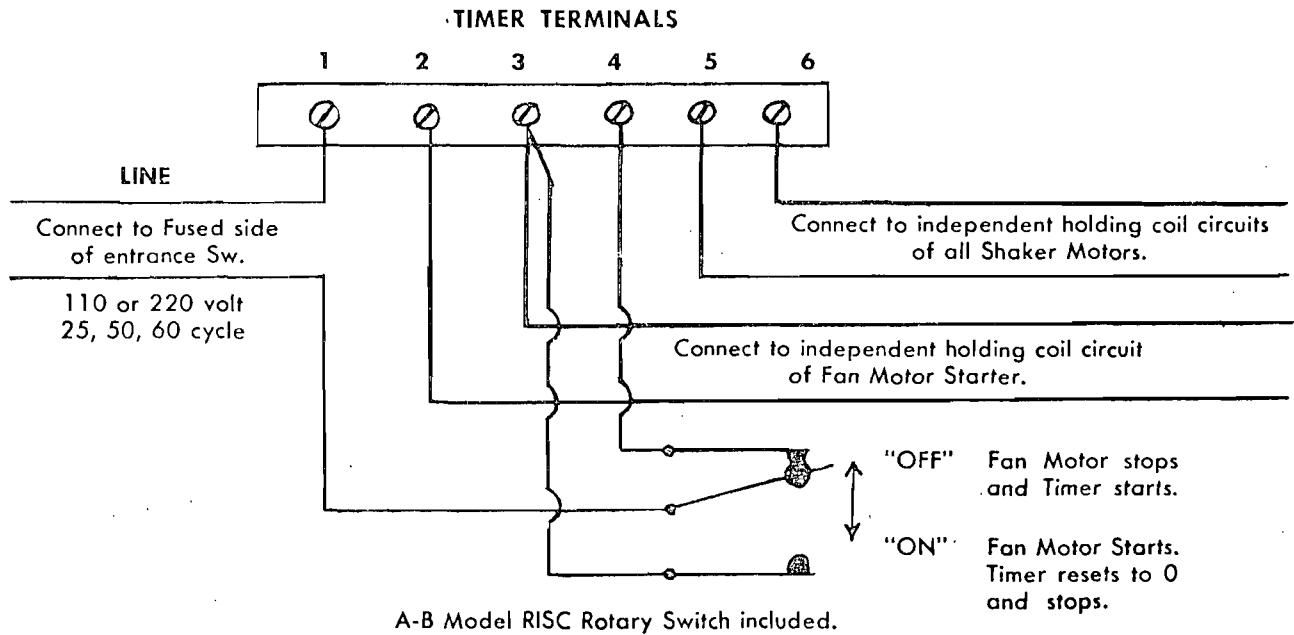 TIMER TERMINALS
1 2 3 4 5 6
LINE
Connect to Fused side
of entrance Sw.
110 or 220 volt
25, 50, 60 cycle
Connect to independent holding coil circuits
of all Shaker Motors.
Connect to independent holding coil circuit
of Fan Motor Starter.
"OFF" Fan Motor stops
and Timer starts.
"ON" Fan Motor Starts.
Timer resets to 0
and stops.
A-B Model RISC Rotary Switch included.